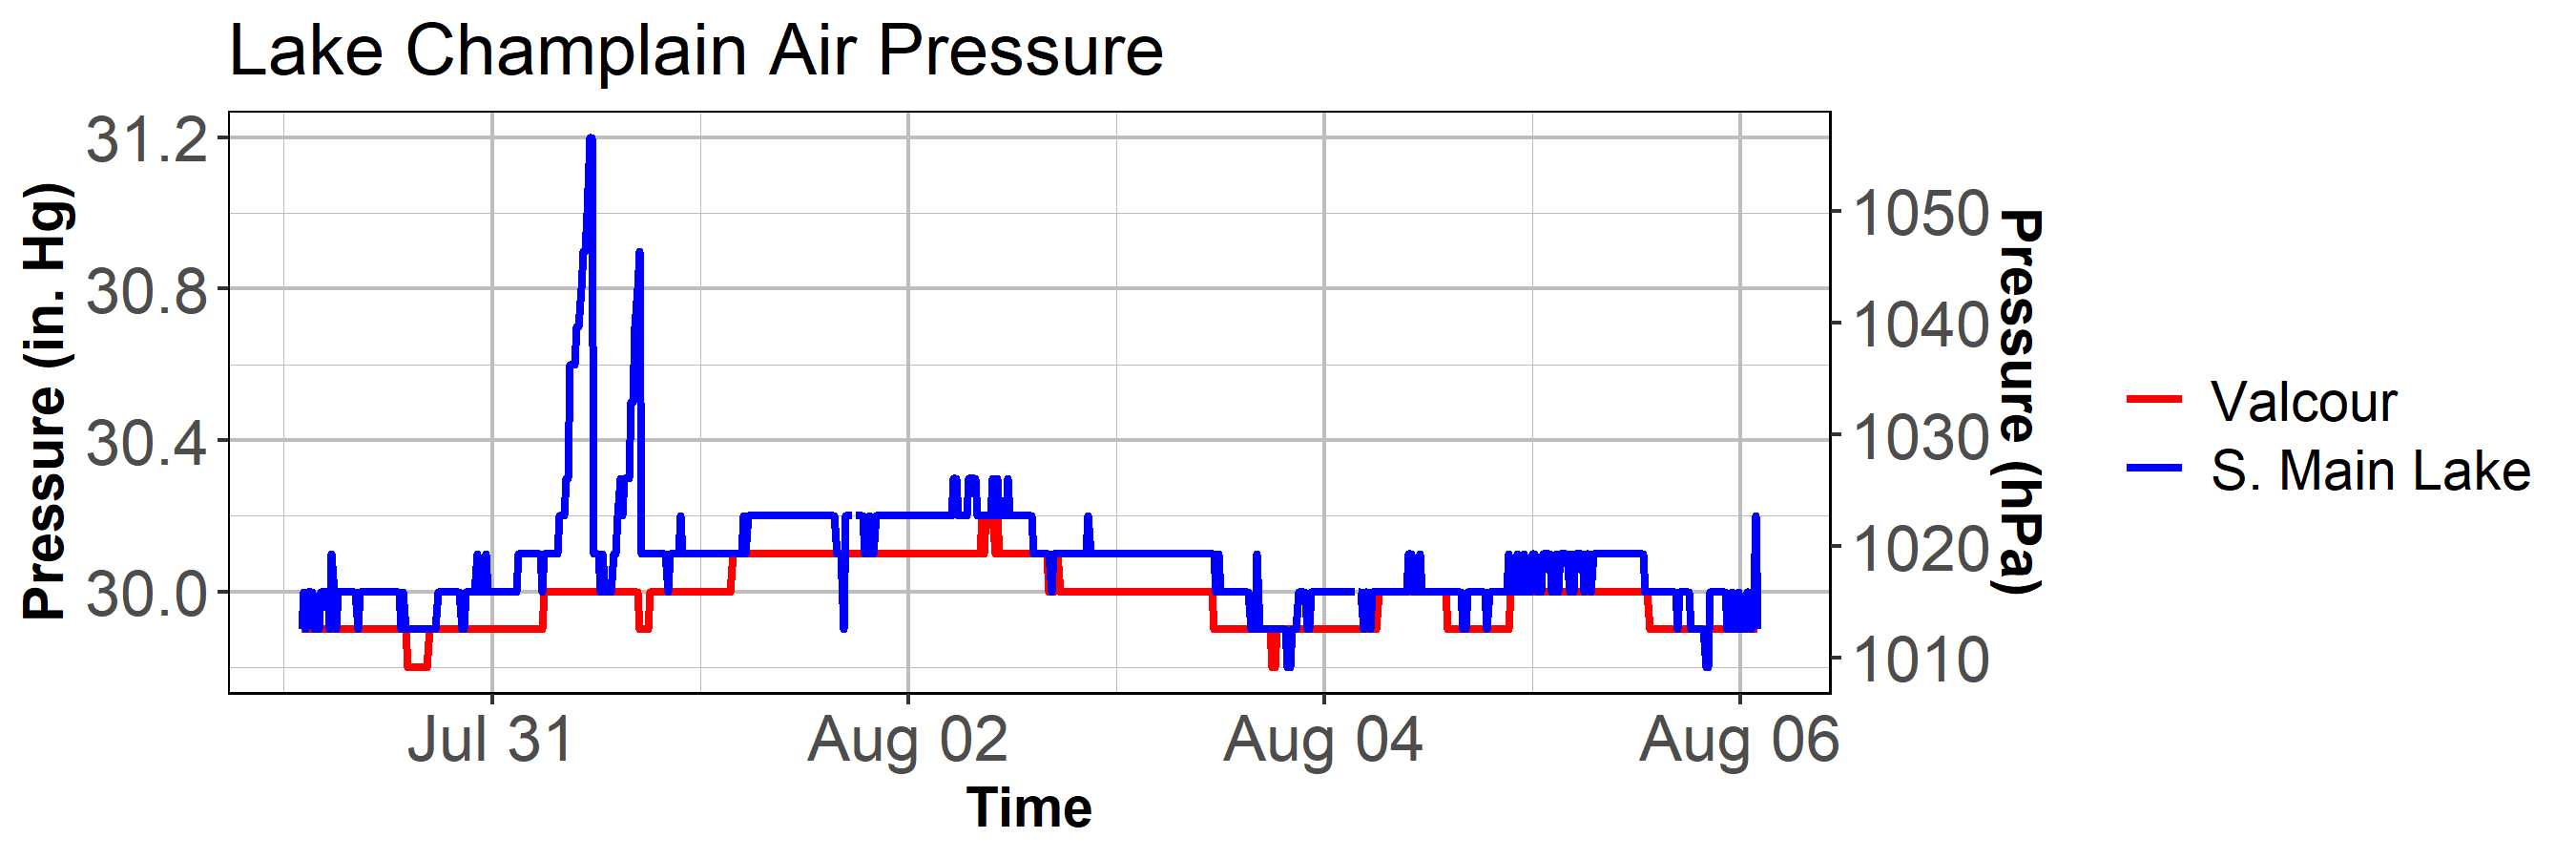 Lake Champlain Air Pressure
31.2
30.8
30.4
30.0
Pressure (in. Hg)
1050
1040
1030
1020
1010
Pressure (hPa)
Jul 31
Aug 02
Aug 04
Aug 06
Time
Valcour
S. Main Lake